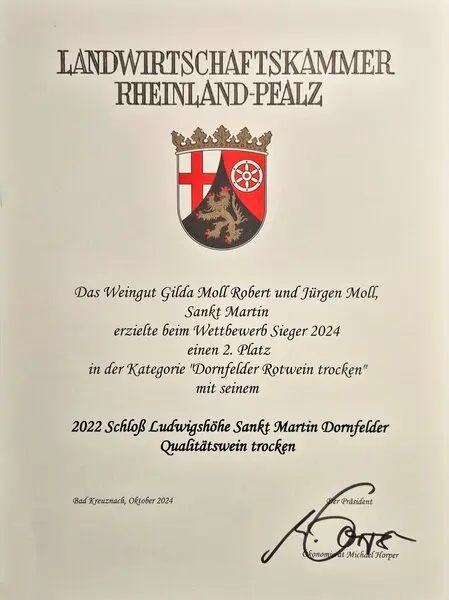 LANDWIRTSCHAFTSKAMMER
RHEINLAND-PFALZ
Das Weingut Gilda Moll Robert und Jürgen Moll,
Sankt Martin
erzielte beim Wettbewerb Sieger 2024
einen 2. Platz
in der Kategorie "Dornfelder Rotwein trocken"
mit seinem
2022 Schloß Ludwigshöhe Sankt Martin Dornfelder
Qualitätswein trocken
Bad Kreuznach, Oktober 2024
Der Präsident
Ökonomierat Michael Horper